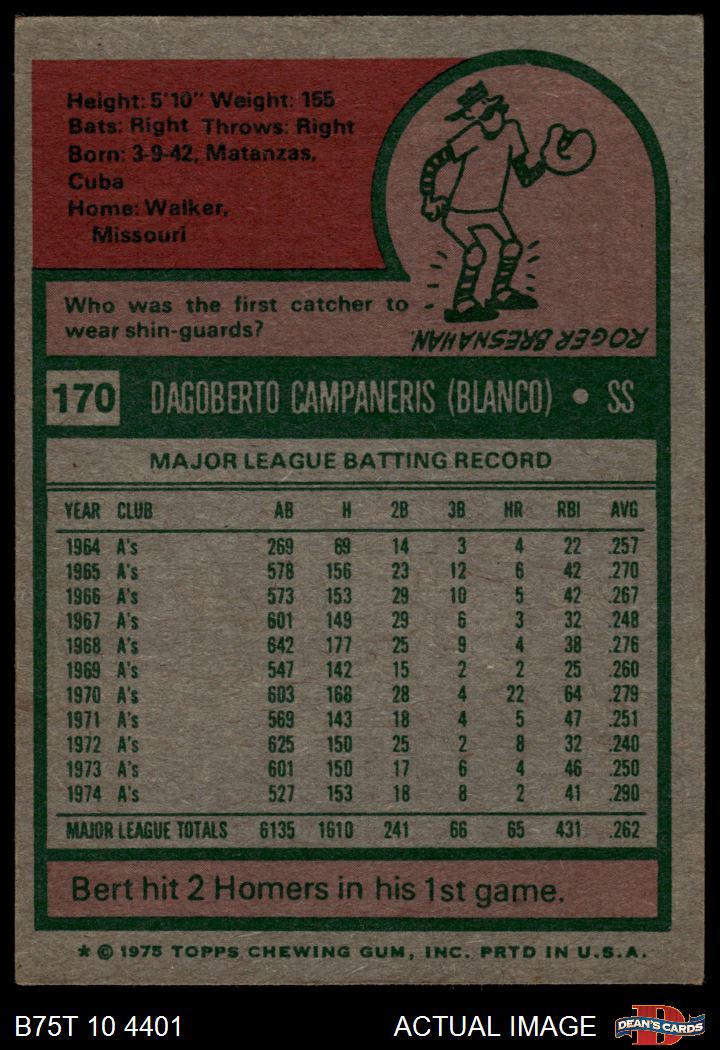 Height: 5'10" Weight: 155
Bats: Right Throws: Right
Born: 3-9-42, Matanzas,
Cuba
Home: Walker,
Missouri
Who was the first catcher to
wear shin-guards?
ROGER BRESNAHAN.
170 DAGOBERTO CAMPANERIS (BLANCO) • SS
MAJOR LEAGUE BATTING RECORD
YEAR CLUB AB H 2B 3B HR RBI AVG
1964 A's 269 69 14 3 4 22 .257
1965 A's 578 156 23 12 6 42 .270
1966 A's 573 153 29 10 5 42 .267
1967 A's 601 149 29 6 3 32 .248
1968 A's 642 177 25 9 4 38 .276
1969 A's 547 142 15 2 2 25 .260
1970 A's 603 168 28 4 22 64 .279
1971 A's 569 143 18 4 5 47 .251
1972 A's 625 150 25 2 8 32 .240
1973 A's 601 150 17 6 4 46 .250
1974 A's 527 153 18 8 2 41 .290
MAJOR LEAGUE TOTALS 6135 1610 241 66 65 431 .262
Bert hit 2 Homers in his 1st game.
* © 1975 TOPPS CHEWING GUM, INC. PRTD IN U.S.A.
B75T 10 4401 ACTUAL IMAGE D DEAN'S CARDS